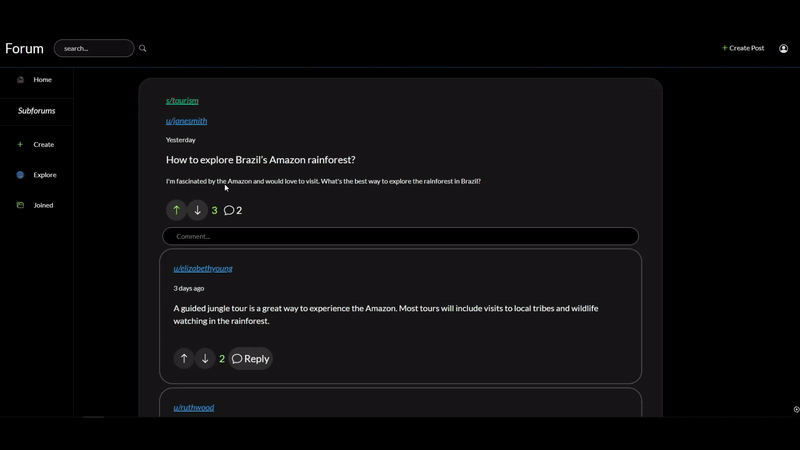 Forum
search...
Create Post
Home
Subforums
Create
Explore
Joined
s/tourism
u/janesmith
Yesterday
How to explore Brazil's Amazon rainforest?
I'm fascinated by the Amazon and would love to visit. What's the best way to explore the rainforest in Brazil?
3
2
Comment...
u/elizabethyoung
3 days ago
A guided jungle tour is a great way to experience the Amazon. Most tours will include visits to local tribes and wildlife
watching in the rainforest.
2
Reply
u/ruthwood